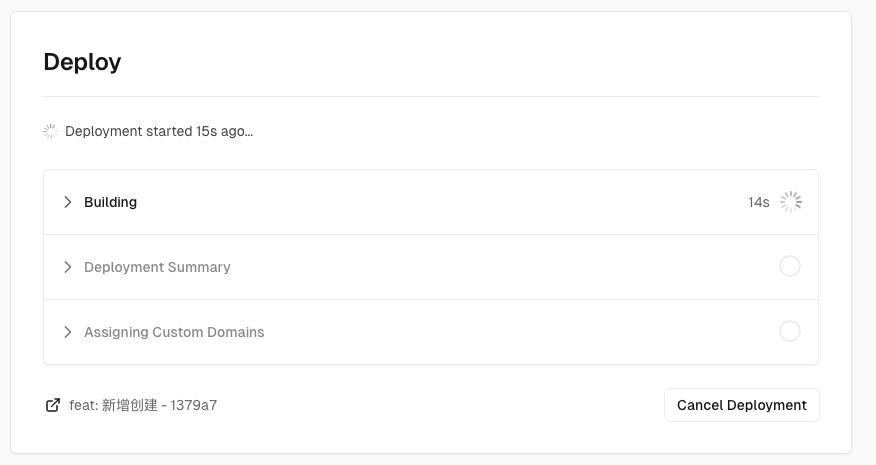 Deploy
Deployment started 15s ago...
Building 14s
Deployment Summary
Assigning Custom Domains
feat: 新增创建 - 1379a7 Cancel Deployment